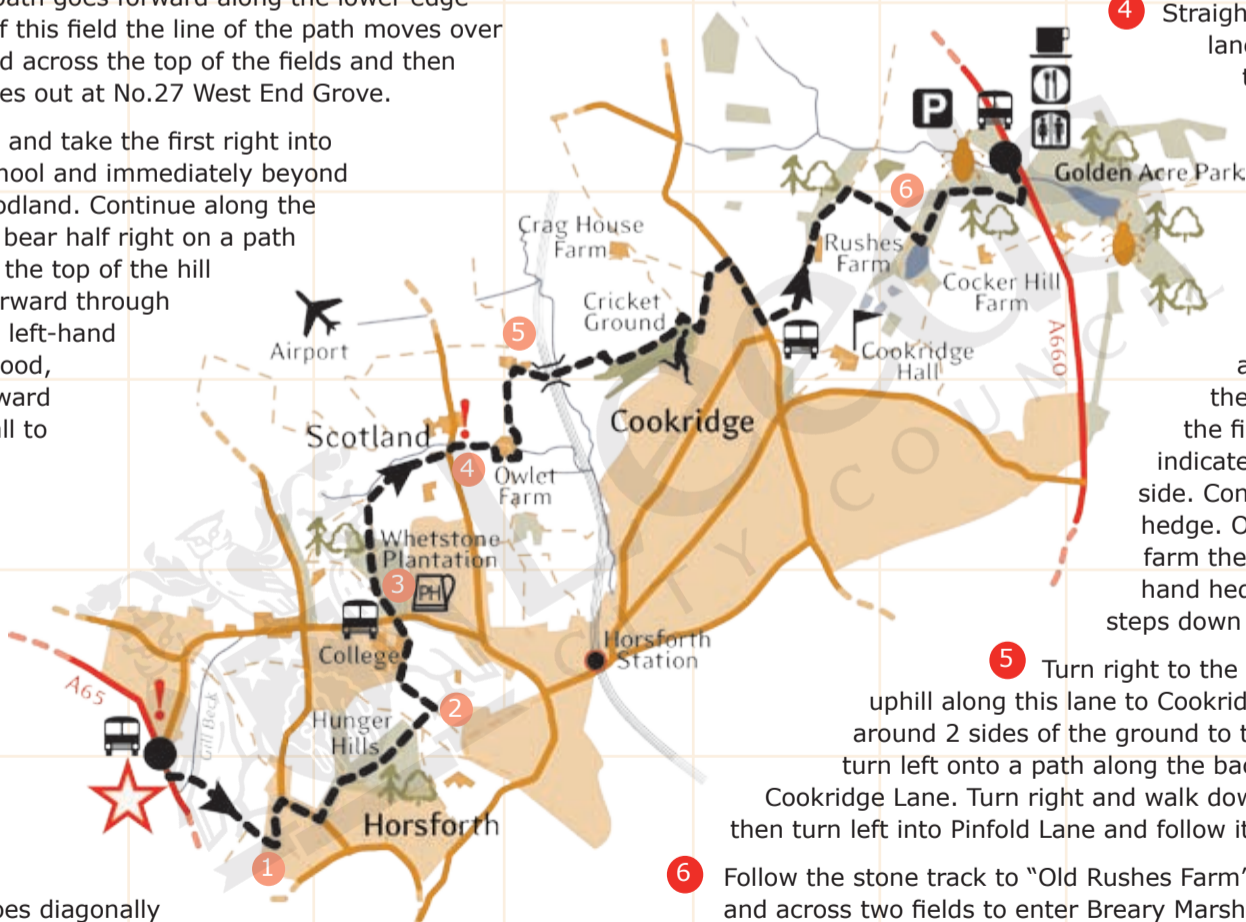 path goes forward along the lower edge
f this field the line of the path moves over
d across the top of the fields and then
es out at No.27 West End Grove.
and take the first right into
hool and immediately beyond
odland. Continue along the
bear half right on a path
the top of the hill
rward through
left-hand
ood,
ward
ll to
oes diagonally
4 Straigh
lan
t
P
Golden Acre Park
6
Crag House
Farm
Rushes
Farm
Cocker Hill
Farm
Cricket
Ground
5
Airport
Cookridge
Hall
A660
Cookridge
Scotland
!
4
Owlet
Farm
Whetstone
Plantation
3
PH
College
Horsforth
Station
A65
!
Gill Beck
2
Hunger
Hills
Horsforth
1
Leeds
CITY COUNCIL
a
the
the fi
indicate
side. Con
hedge. O
farm the
hand hed
steps down
5 Turn right to the
uphill along this lane to Cookrid
around 2 sides of the ground to t
turn left onto a path along the bac
Cookridge Lane. Turn right and walk dow
then turn left into Pinfold Lane and follow it
6 Follow the stone track to “Old Rushes Farm”
and across two fields to enter Breary Marsh